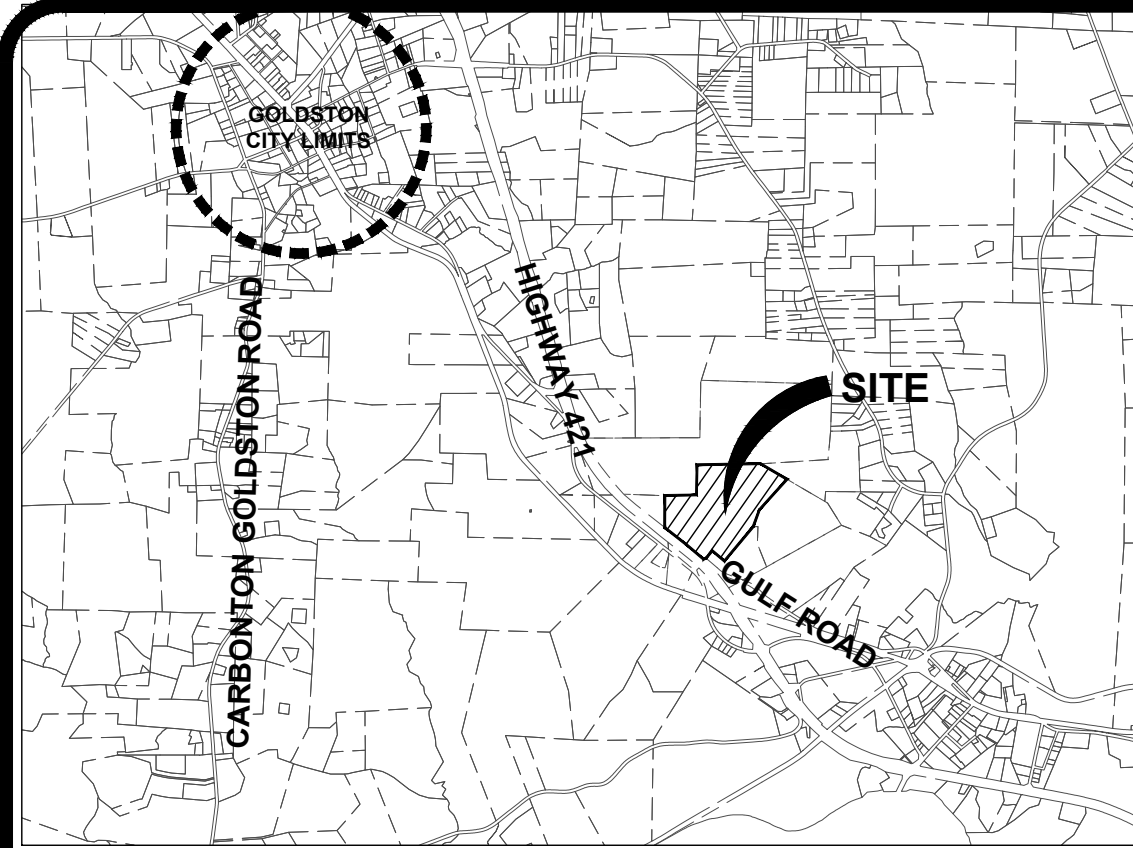 GOLDSTON
CITY LIMITS
HIGHWAY 421
CARBONTON GOLDSTON ROAD
SITE
GULF ROAD